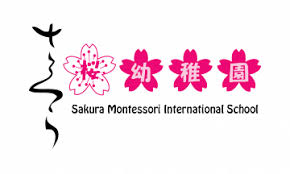 さくら
桜幼稚園
Sakura Montessori International School